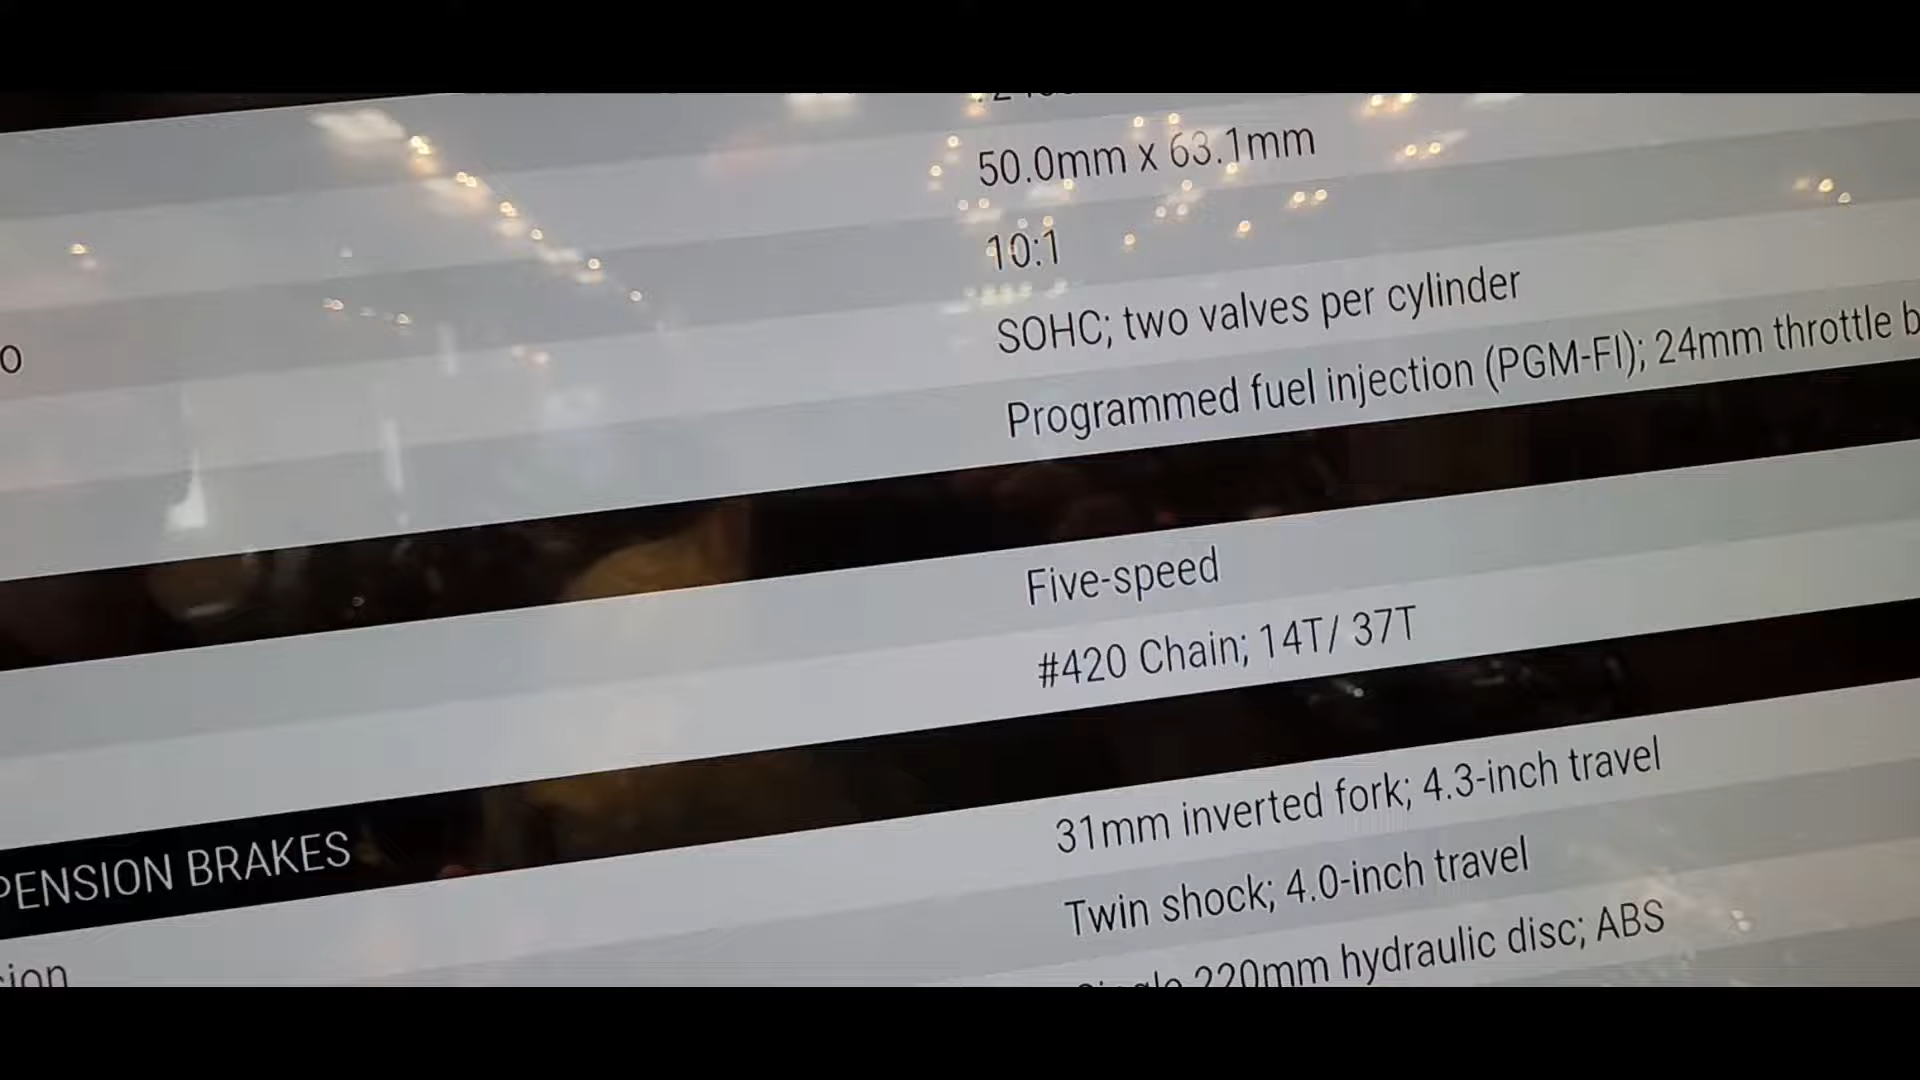 50.0mm x 63.1mm
10:1
SOHC; two valves per cylinder
o
Programmed fuel injection (PGM-FI); 24mm throttle b
Five-speed
#420 Chain; 14T/ 37T
PENSION BRAKES
31mm inverted fork; 4.3-inch travel
Twin shock; 4.0-inch travel
sion
220mm hydraulic disc; ABS